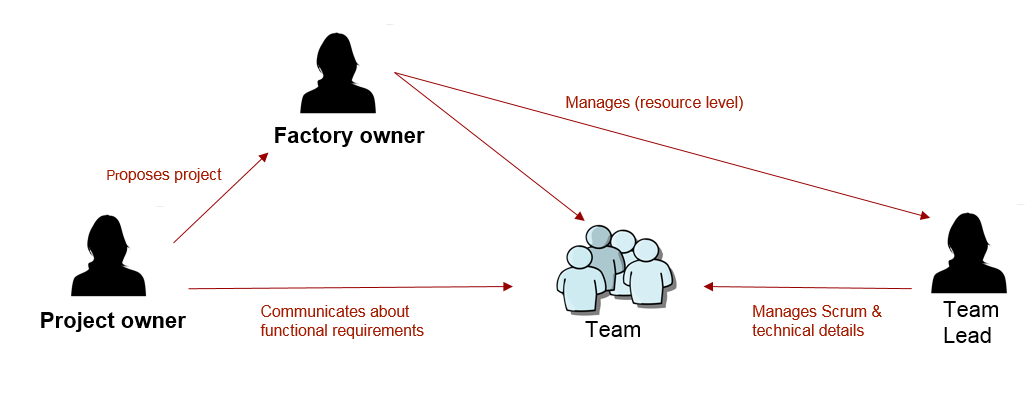 Manages (resource level)
Factory owner
Proposes project
Project owner
Communicates about
functional requirements
Team
Manages Scrum &
technical details
Team
Lead